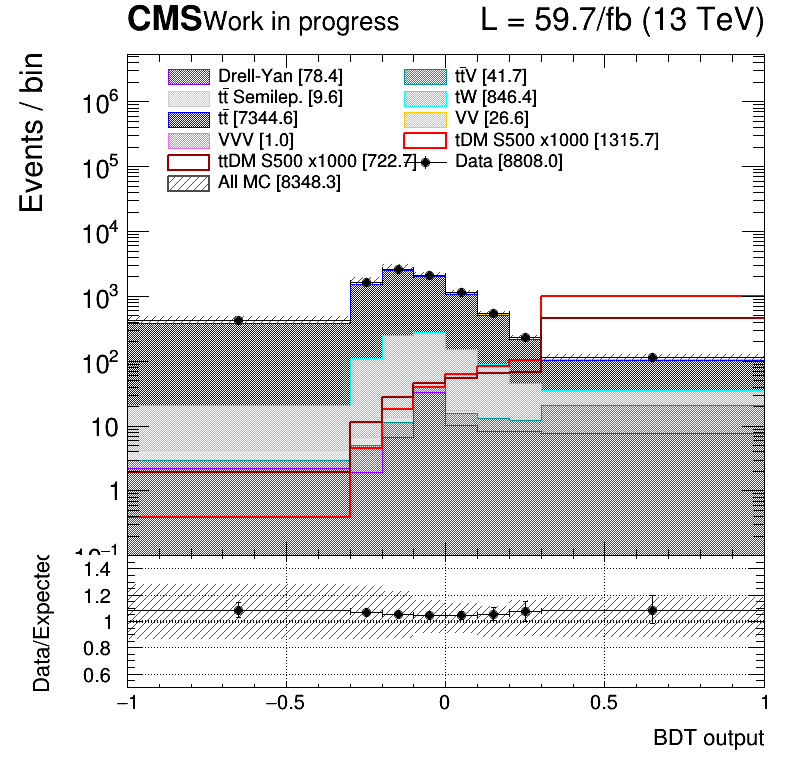 CMS Work in progress L = 59.7/fb (13 TeV)
Events / bin
Drell-Yan [78.4] tt̄V [41.7]
tt̄ Semilep. [9.6] tW [846.4]
tt̄ [7344.6] VV [26.6]
VVV [1.0] tDM S500 x1000 [1315.7]
ttDM S500 x1000 [722.7] Data [8808.0]
All MC [8348.3]
10⁶
10⁵
10⁴
10³
10²
10
1
10⁻¹
Data/Expected
1.4
1.2
1
0.8
0.6
−1 −0.5 0 0.5 1
BDT output